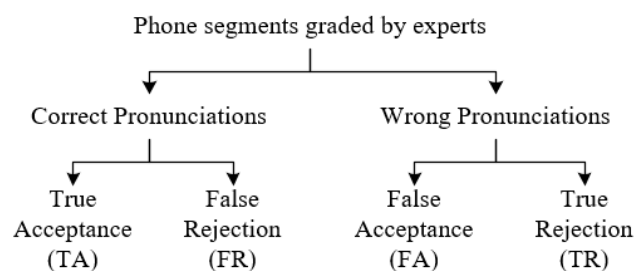 Phone segments graded by experts
Correct Pronunciations
Wrong Pronunciations
True
Acceptance
(TA)
False
Rejection
(FR)
False
Acceptance
(FA)
True
Rejection
(TR)